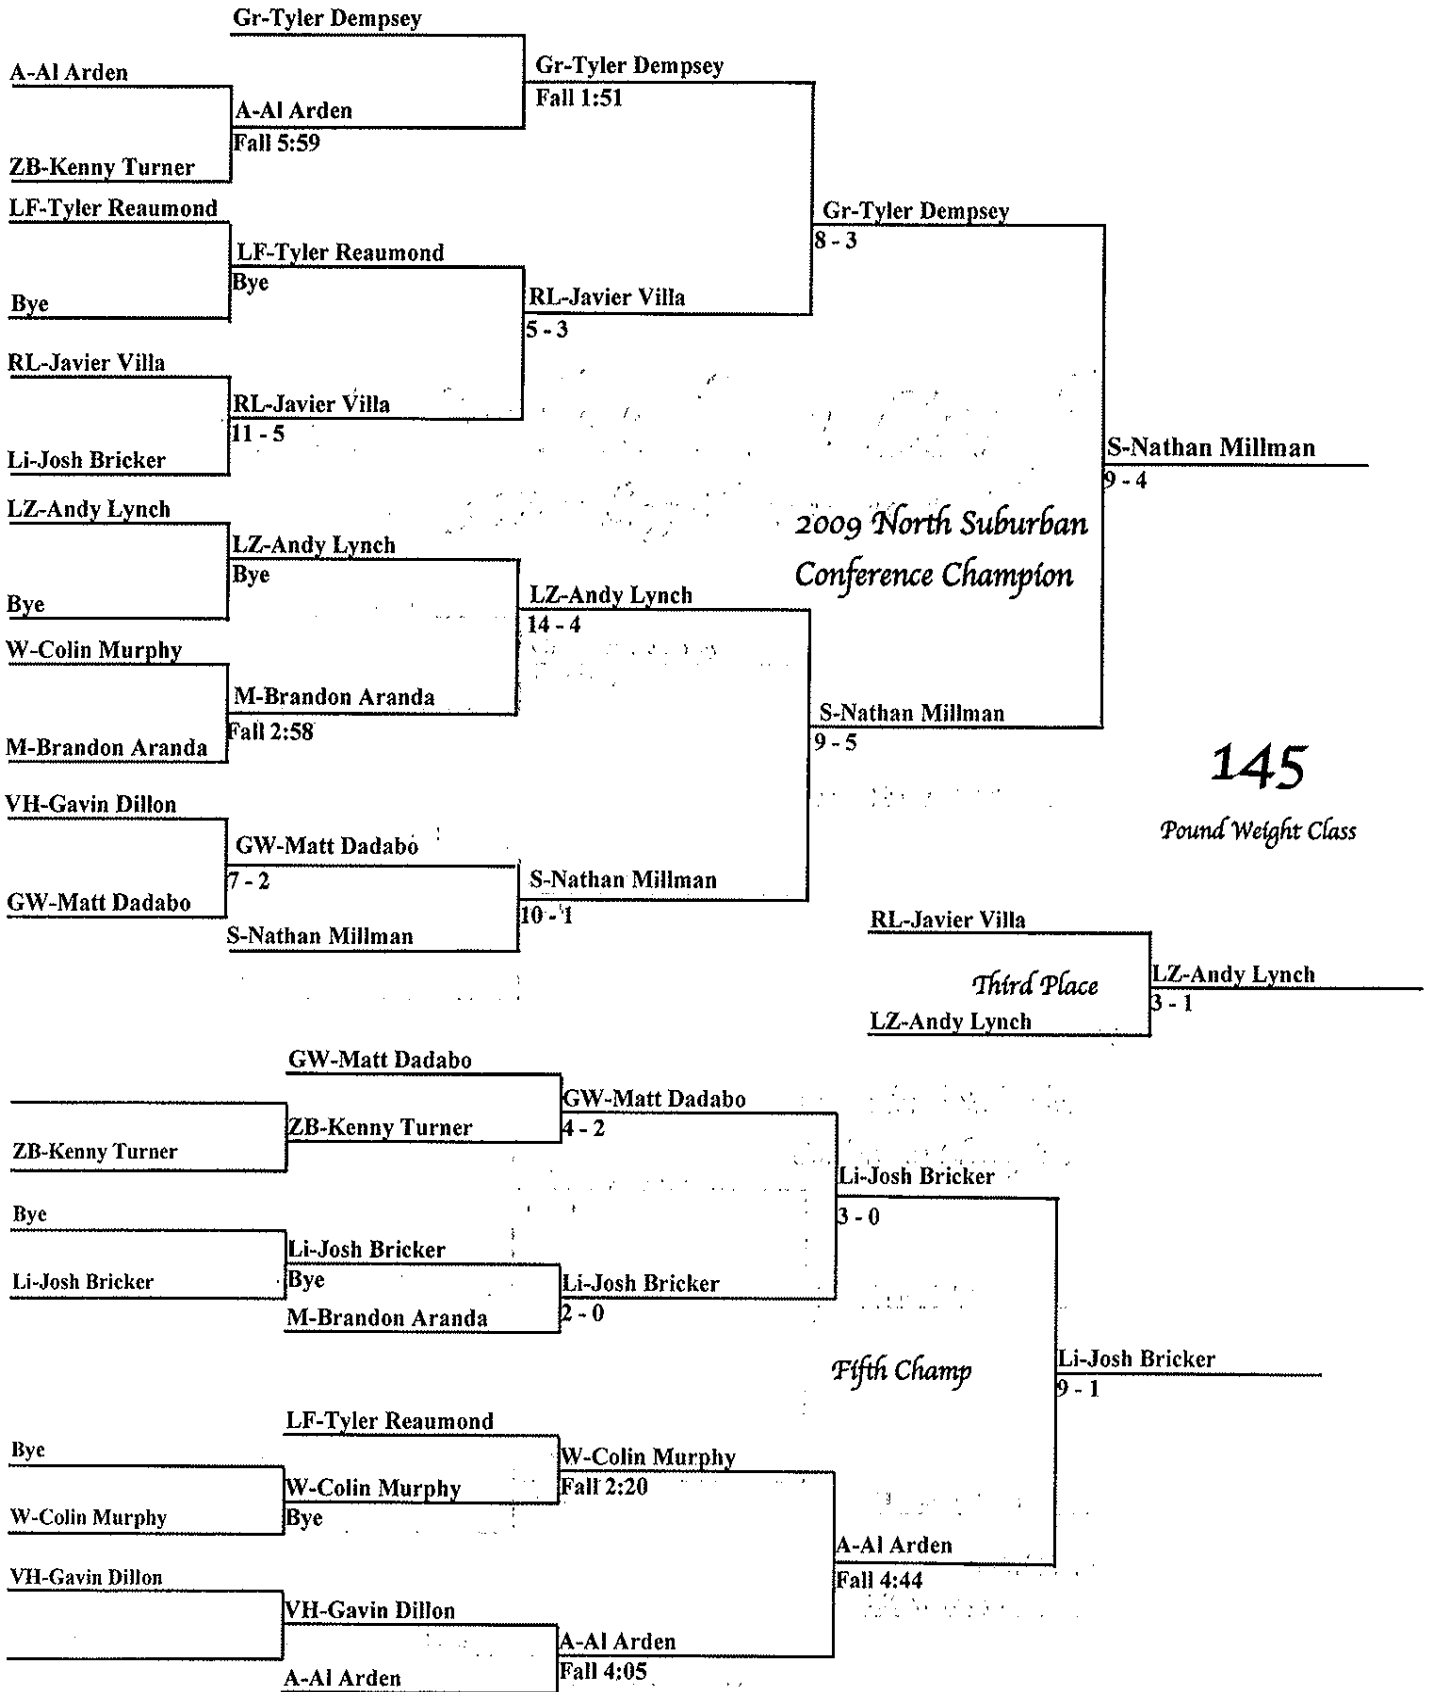 Gr-Tyler Dempsey
A-Al Arden
Gr-Tyler Dempsey
Fall 1:51
A-Al Arden
Fall 5:59
ZB-Kenny Turner
LF-Tyler Reaumond
Gr-Tyler Dempsey
8 - 3
LF-Tyler Reaumond
Bye
Bye
RL-Javier Villa
5 - 3
RL-Javier Villa
RL-Javier Villa
11 - 5
Li-Josh Bricker
S-Nathan Millman
9 - 4
LZ-Andy Lynch
2009 North Suburban
Conference Champion
LZ-Andy Lynch
Bye
Bye
LZ-Andy Lynch
14 - 4
W-Colin Murphy
M-Brandon Aranda
Fall 2:58
M-Brandon Aranda
S-Nathan Millman
9 - 5
145
Pound Weight Class
VH-Gavin Dillon
GW-Matt Dadabo
7 - 2
GW-Matt Dadabo
S-Nathan Millman
10 - 1
S-Nathan Millman
RL-Javier Villa
Third Place
LZ-Andy Lynch
3 - 1
LZ-Andy Lynch
GW-Matt Dadabo
GW-Matt Dadabo
4 - 2
ZB-Kenny Turner
ZB-Kenny Turner
Li-Josh Bricker
3 - 0
Bye
Li-Josh Bricker
Bye
Li-Josh Bricker
Li-Josh Bricker
2 - 0
M-Brandon Aranda
Fifth Champ
Li-Josh Bricker
9 - 1
LF-Tyler Reaumond
Bye
W-Colin Murphy
Fall 2:20
W-Colin Murphy
Bye
W-Colin Murphy
A-Al Arden
Fall 4:44
VH-Gavin Dillon
VH-Gavin Dillon
A-Al Arden
Fall 4:05
A-Al Arden